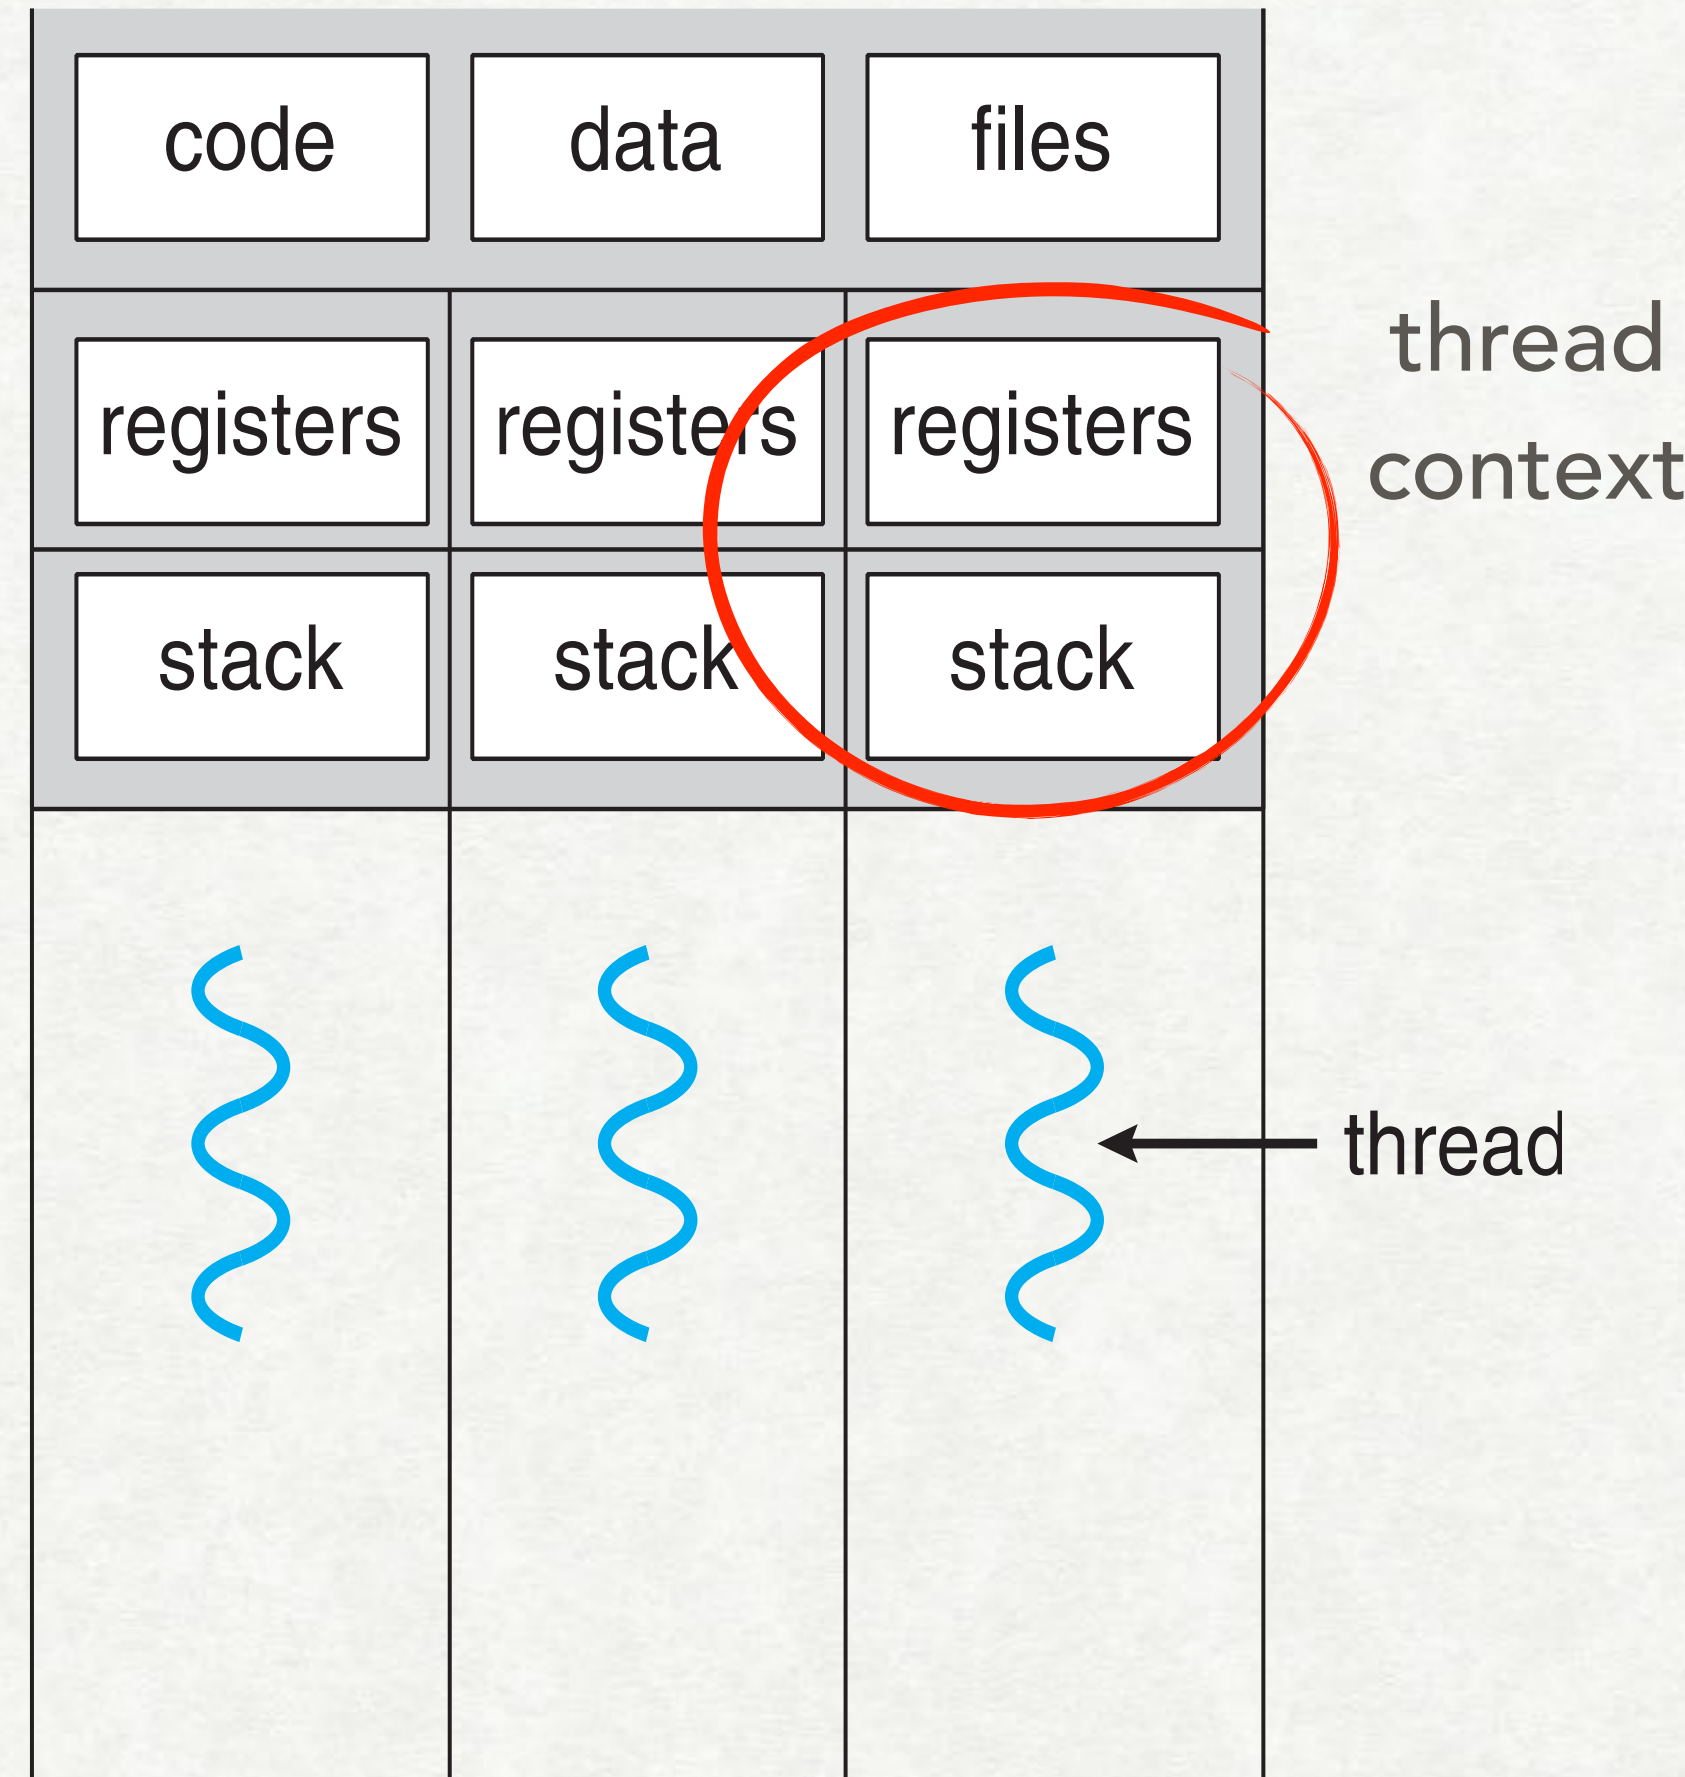 code data files
thread
registers registers registers
context
stack stack stack
thread